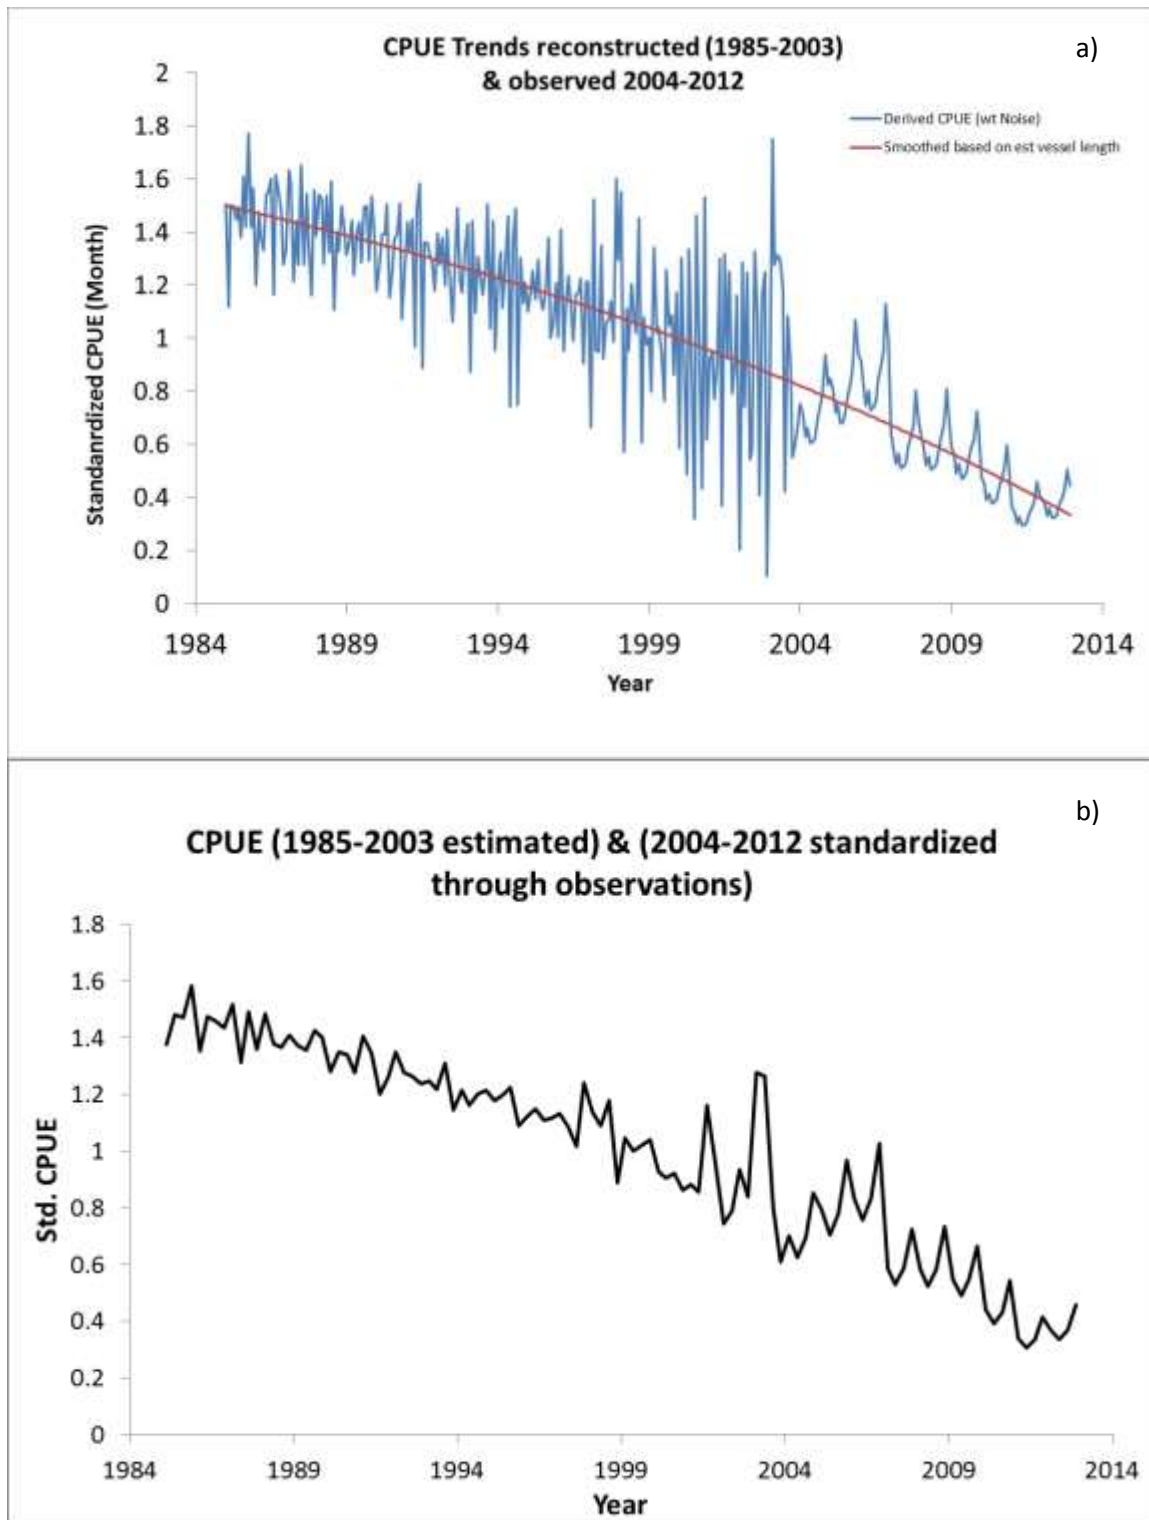 CPUE Trends reconstructed (1985-2003)
& observed 2004-2012
a)
Derived CPUE (wt Noise)
Smoothed based on est vessel length
Standanrdized CPUE (Month)
2
1.8
1.6
1.4
1.2
1
0.8
0.6
0.4
0.2
0
1984 1989 1994 1999 2004 2009 2014
Year
b)
CPUE (1985-2003 estimated) & (2004-2012 standardized
through observations)
Std. CPUE
1.8
1.6
1.4
1.2
1
0.8
0.6
0.4
0.2
0
1984 1989 1994 1999 2004 2009 2014
Year